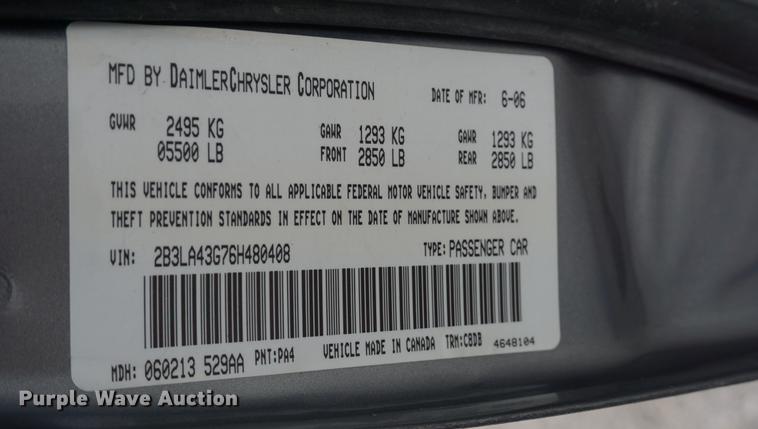 MFD BY DAIMLERCHRYSLER CORPORATION DATE OF MFR: 6-06
GVWR 2495 KG GAWR 1293 KG GAWR 1293 KG
05500 LB FRONT 2850 LB REAR 2850 LB
THIS VEHICLE CONFORMS TO ALL APPLICABLE FEDERAL MOTOR VEHICLE SAFETY, BUMPER AND
THEFT PREVENTION STANDARDS IN EFFECT ON THE DATE OF MANUFACTURE SHOWN ABOVE.
VIN: 2B3LA43G76H480408 TYPE: PASSENGER CAR
MDH: 060213 529AA PNT: PA4 VEHICLE MADE IN CANADA TRM: C8DB 4648104
Purple Wave Auction